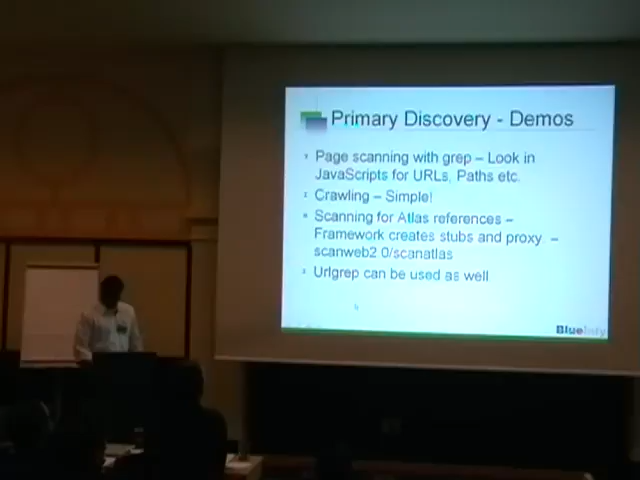 Primary Discovery - Demos
Page scanning with grep – Look in
JavaScripts for URLs, Paths etc.
Crawling – Simple!
Scanning for Atlas references –
Framework creates stubs and proxy. –
scanweb2.0/scanatlas
Urlgrep can be used as well
BlueInfy